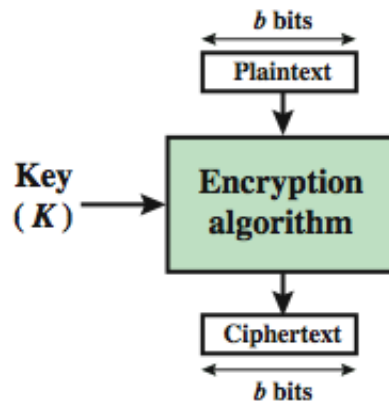 b bits
Plaintext
Key
(K)
Encryption
algorithm
Ciphertext
b bits